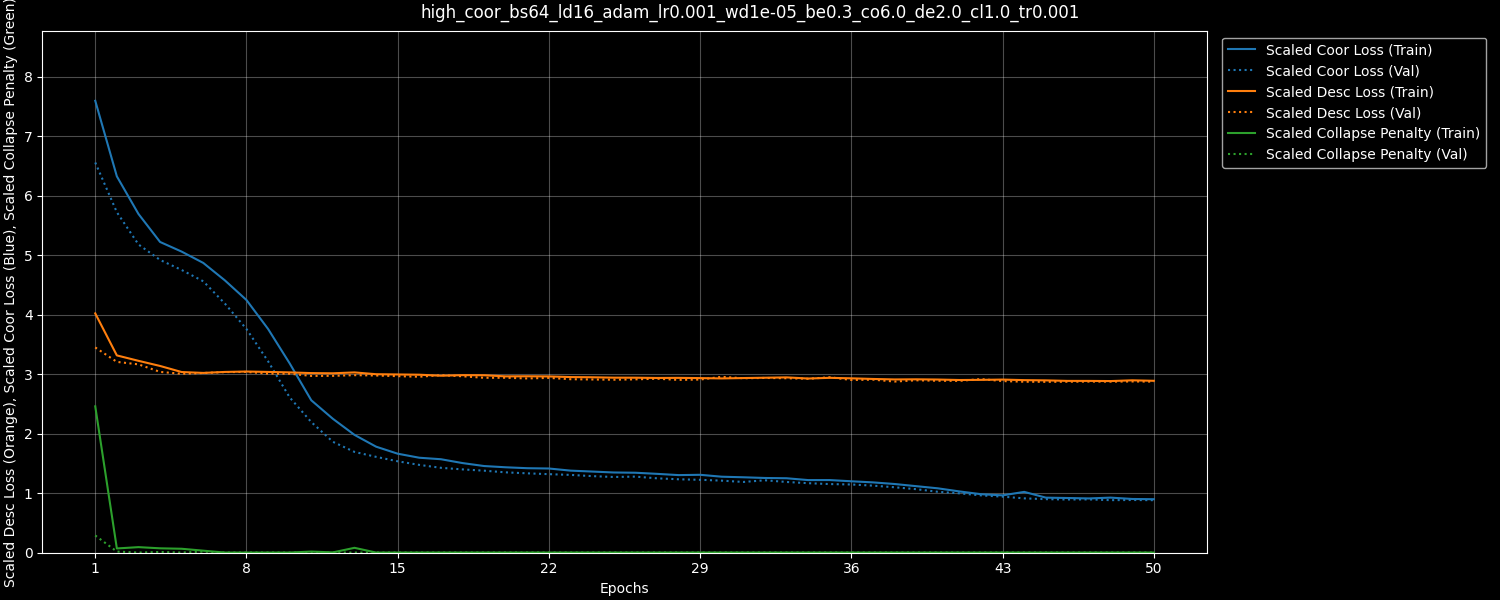 high_coor_bs64_ld16_adam_lr0.001_wd1e-05_be0.3_co6.0_de2.0_cl1.0_tr0.001
Scaled Desc Loss (Orange), Scaled Coor Loss (Blue), Scaled Collapse Penalty (Green)
8
7
6
5
4
3
2
1
0
1 8 15 22 29 36 43 50
Epochs
Scaled Coor Loss (Train)
Scaled Coor Loss (Val)
Scaled Desc Loss (Train)
Scaled Desc Loss (Val)
Scaled Collapse Penalty (Train)
Scaled Collapse Penalty (Val)